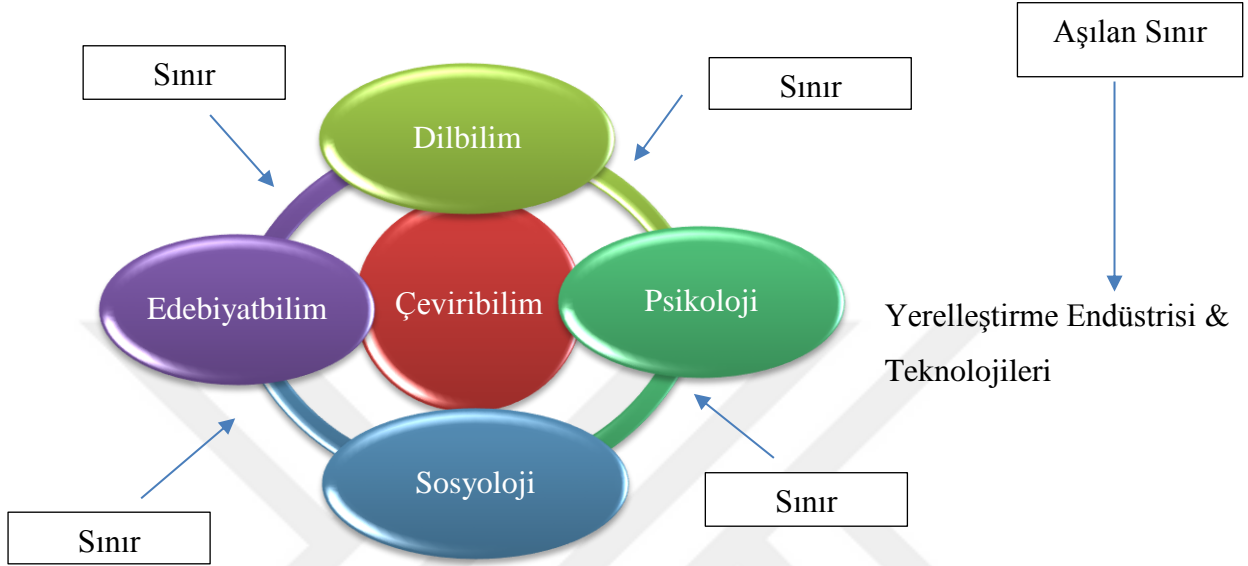 Aşılan Sınır
Sınır
Sınır
Dilbilim
Edebiyatbilim
Çeviribilim
Psikoloji
Yerelleştirme Endüstrisi &
Teknolojileri
Sosyoloji
Sınır
Sınır